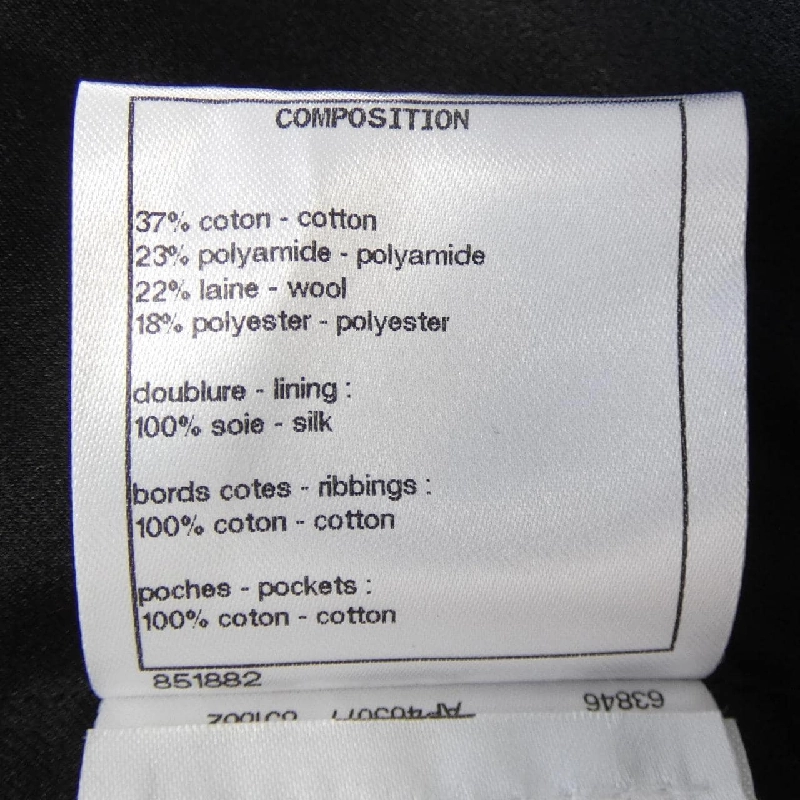 COMPOSITION
37% coton - cotton
23% polyamide - polyamide
22% laine - wool
18% polyester - polyester
doublure - lining :
100% soie - silk
bords cotes - ribbings :
100% coton - cotton
poches - pockets :
100% coton - cotton
851882
63846